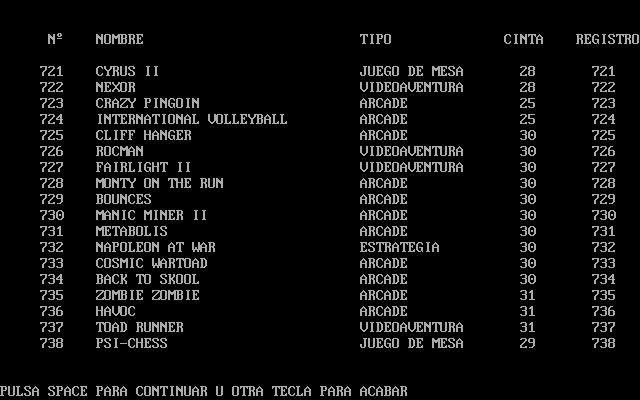 Nº NOMBRE TIPO CINTA REGISTRO
721 CYRUS II JUEGO DE MESA 28 721
722 NEXOR VIDEOAVENTURA 28 722
723 CRAZY PINGOIN ARCADE 25 723
724 INTERNATIONAL VOLLEYBALL ARCADE 25 724
725 CLIFF HANGER ARCADE 30 725
726 ROCMAN VIDEOAVENTURA 30 726
727 FAIRLIGHT II VIDEOAVENTURA 30 727
728 MONTY ON THE RUN ARCADE 30 728
729 BOUNCES ARCADE 30 729
730 MANIC MINER II ARCADE 30 730
731 METABOLIS ARCADE 30 731
732 NAPOLEON AT WAR ESTRATEGIA 30 732
733 COSMIC WARTOAD ARCADE 30 733
734 BACK TO SKOOL ARCADE 30 734
735 ZOMBIE ZOMBIE ARCADE 31 735
736 HAVOC ARCADE 31 736
737 TOAD RUNNER VIDEOAVENTURA 31 737
738 PSI-CHESS JUEGO DE MESA 29 738
PULSA SPACE PARA CONTINUAR U OTRA TECLA PARA ACABAR